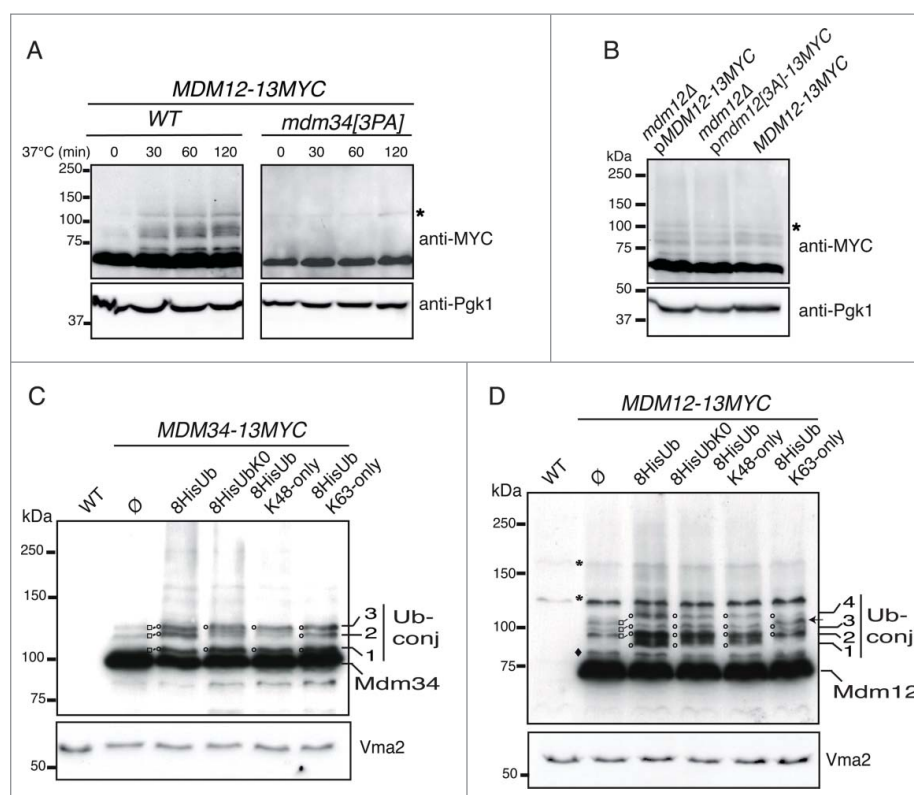 A
MDM12-13MYC
WT
mdm34[3PA]
37°C (min) 0 30 60 120 0 30 60 120
250
150
100
75
*
anti-MYC
37
anti-Pgk1
B
mdm12Δ
pMDM12-13MYC
mdm12Δ
pmdm12[3A]-13MYC
MDM12-13MYC
kDa
250
150
100
75
*
anti-MYC
50
37
anti-Pgk1
C
MDM34-13MYC
WT
Ø
8HisUb
8HisUbK0
8HisUb
K48-only
8HisUb
K63-only
kDa
250
150
100
75
3
2
1
Ub-
conj
Mdm34
50
Vma2
D
MDM12-13MYC
WT
Ø
8HisUb
8HisUbK0
8HisUb
K48-only
8HisUb
K63-only
kDa
250
150
100
75
*
*
♦
4
3
2
1
Ub-
conj
Mdm12
50
Vma2